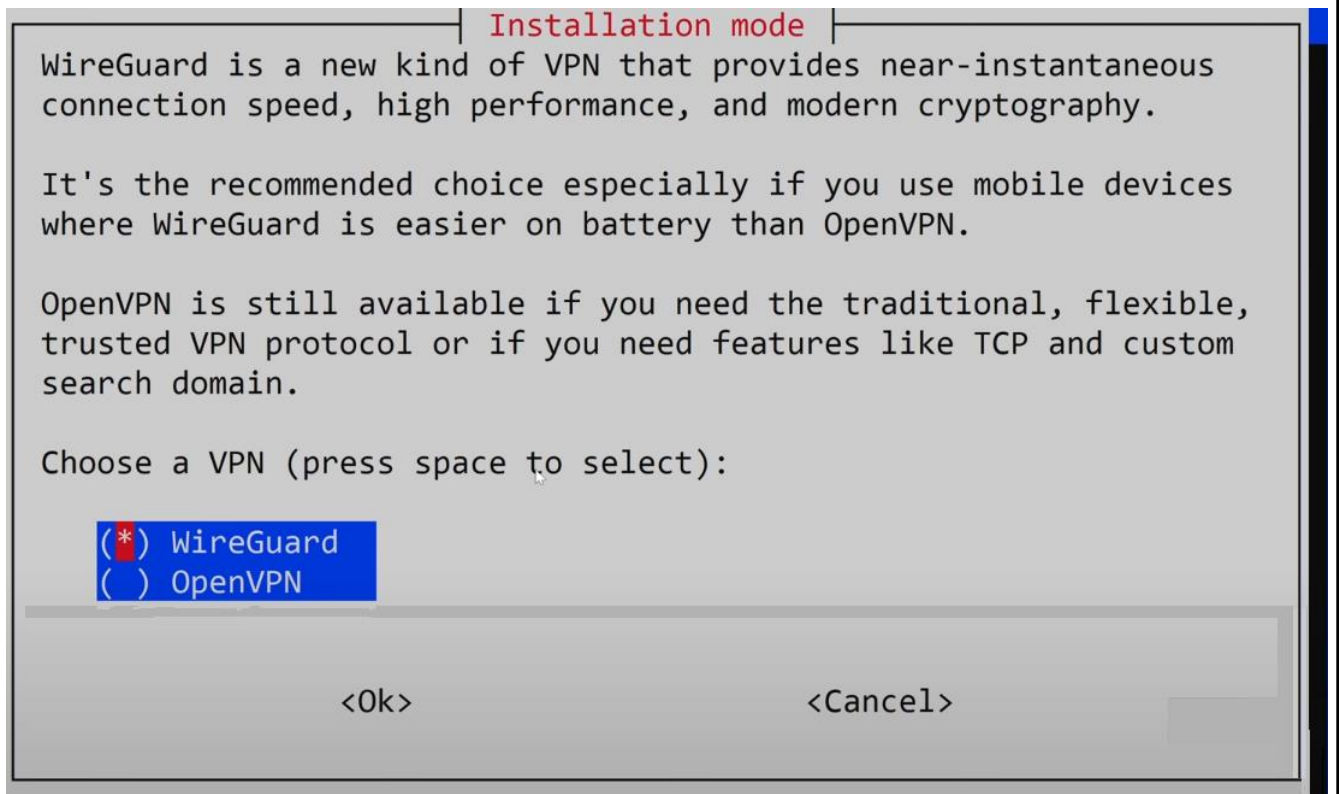 Installation mode
WireGuard is a new kind of VPN that provides near-instantaneous
connection speed, high performance, and modern cryptography.
It's the recommended choice especially if you use mobile devices
where WireGuard is easier on battery than OpenVPN.
OpenVPN is still available if you need the traditional, flexible,
trusted VPN protocol or if you need features like TCP and custom
search domain.
Choose a VPN (press space to select):
(*) WireGuard
( ) OpenVPN
<Ok> <Cancel>